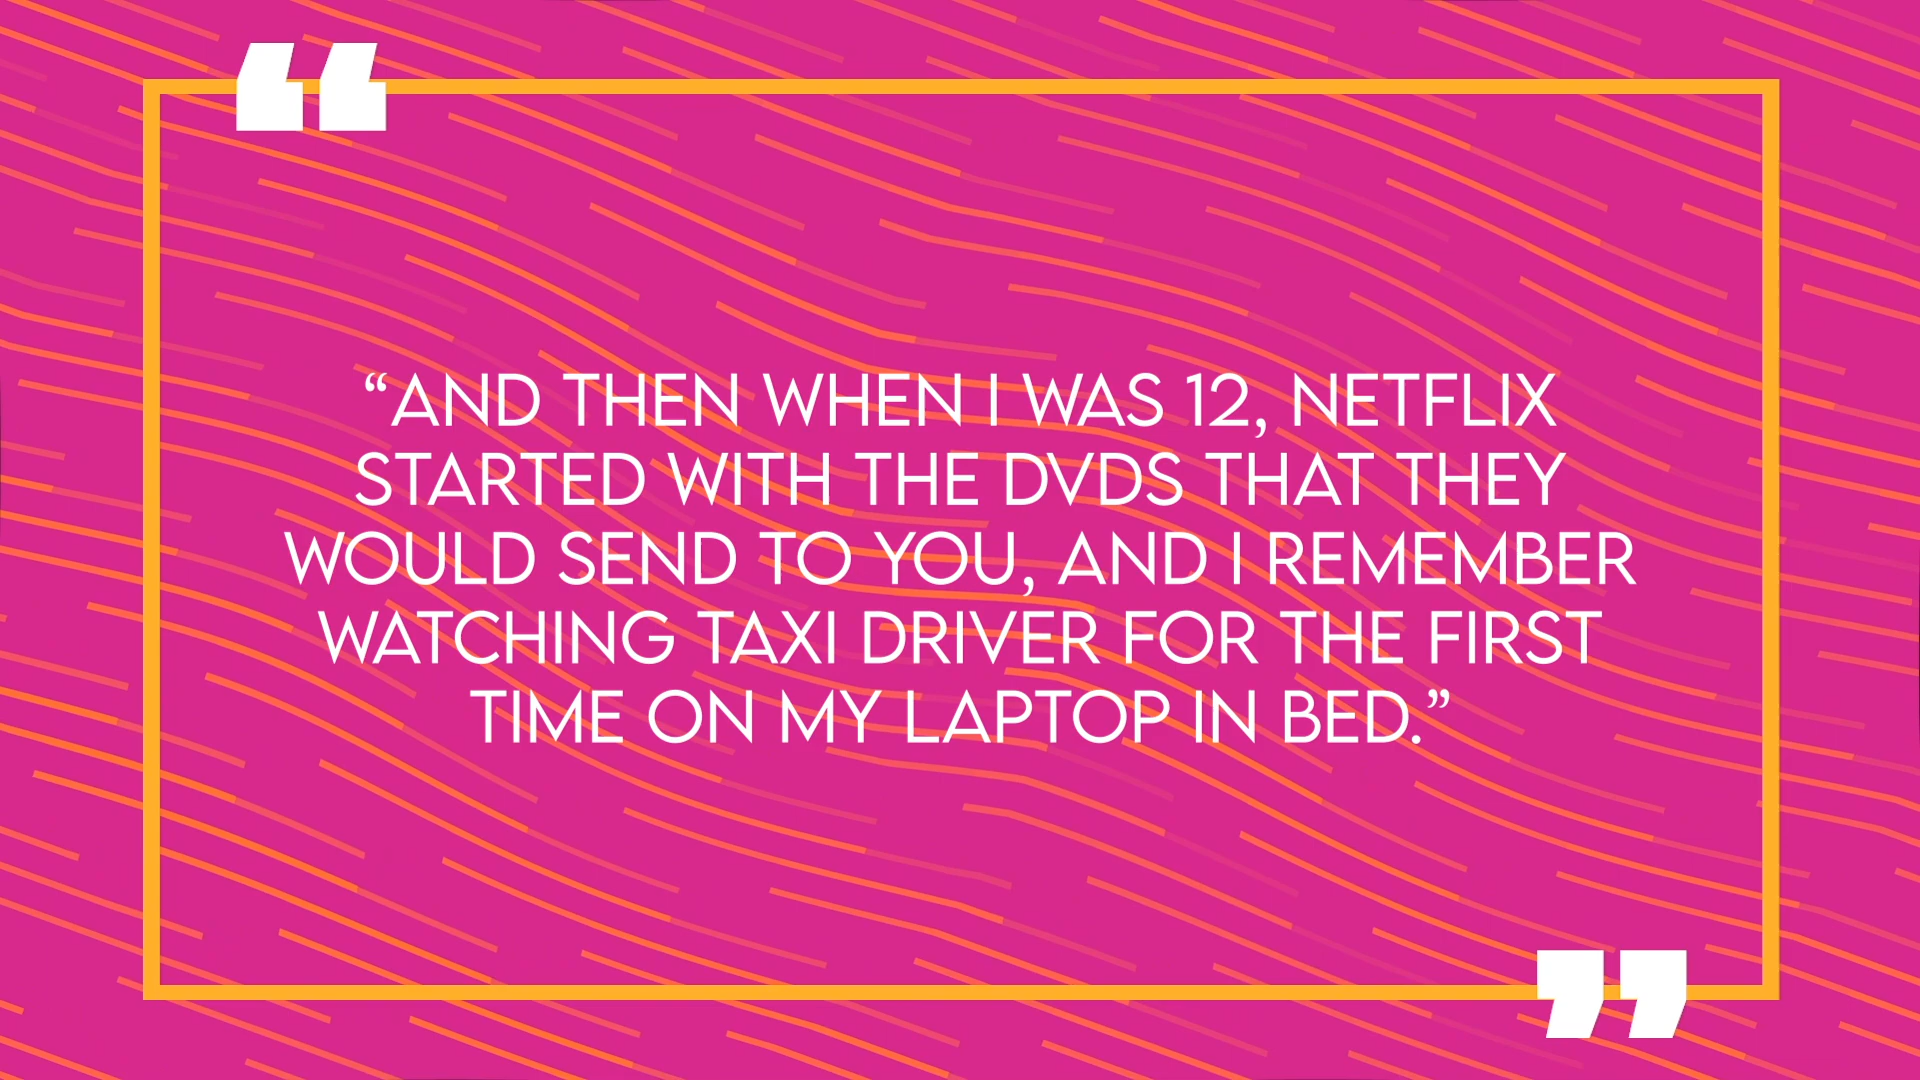 “AND THEN WHEN I WAS 12, NETFLIX
STARTED WITH THE DVDS THAT THEY
WOULD SEND TO YOU, AND I REMEMBER
WATCHING TAXI DRIVER FOR THE FIRST
TIME ON MY LAPTOP IN BED.”